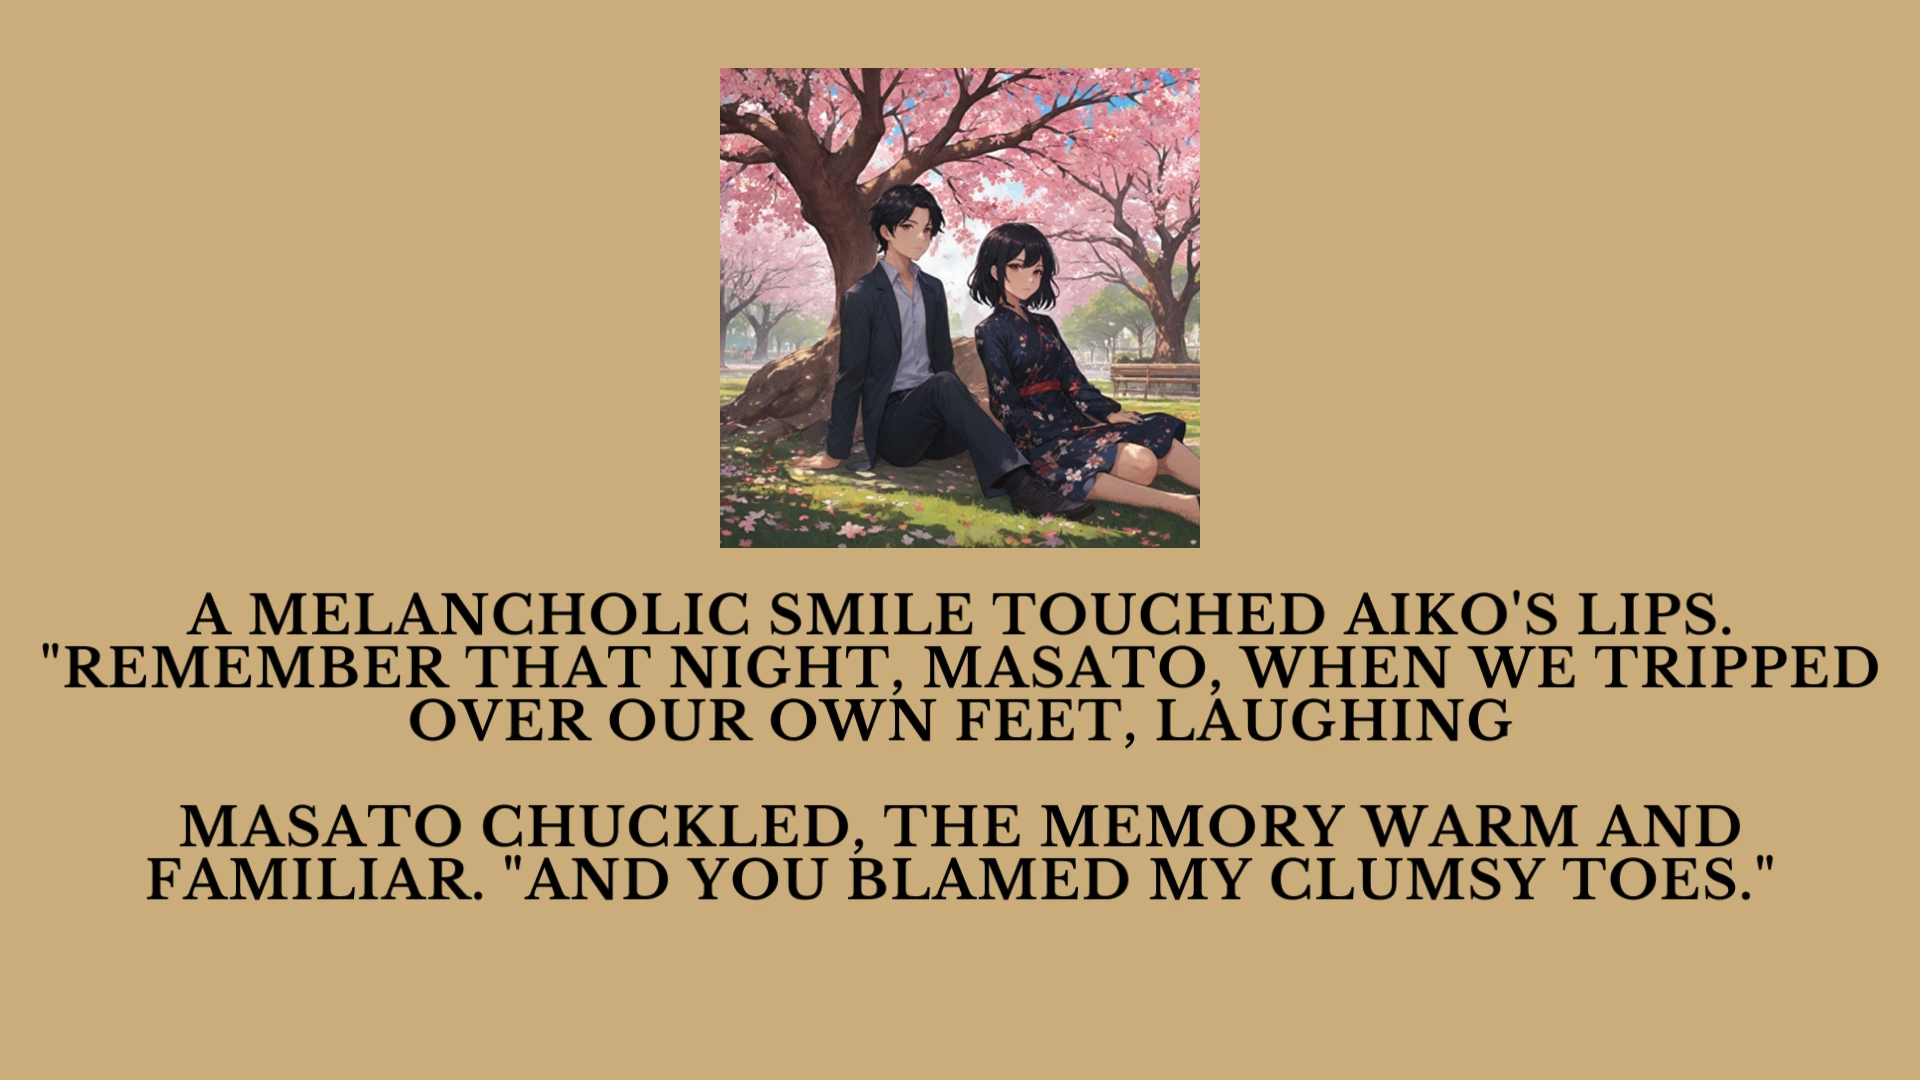 A MELANCHOLIC SMILE TOUCHED AIKO'S LIPS.
"REMEMBER THAT NIGHT, MASATO, WHEN WE TRIPPED
OVER OUR OWN FEET, LAUGHING
MASATO CHUCKLED, THE MEMORY WARM AND
FAMILIAR. "AND YOU BLAMED MY CLUMSY TOES."